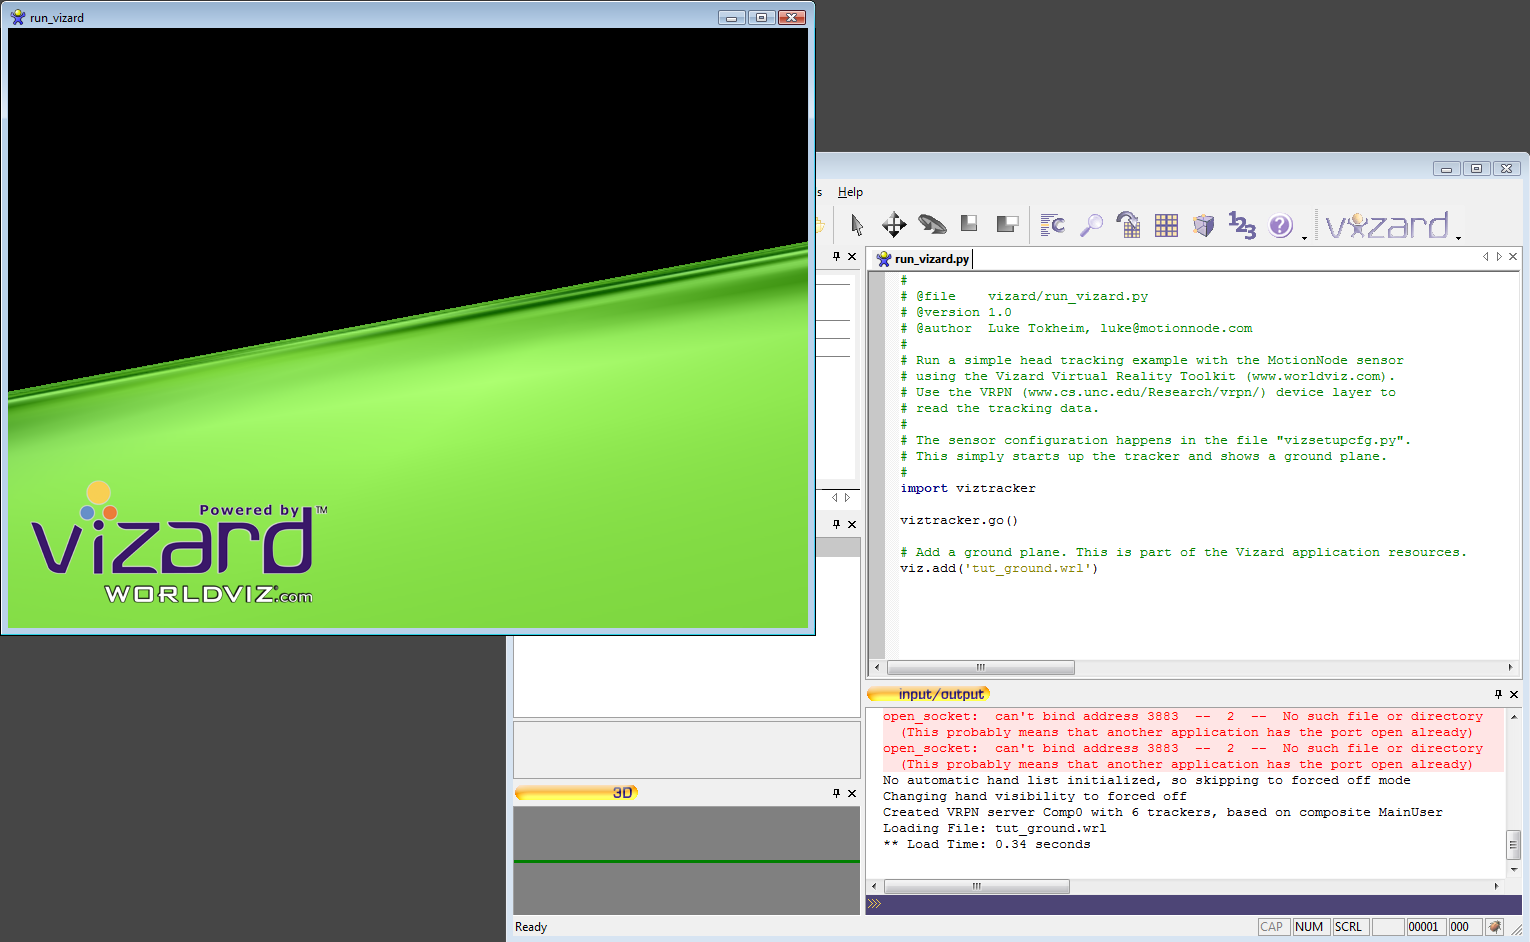 run_vizard
Powered by
vizard™
WORLDVIZ.com
s Help
123
?
vizard
run_vizard.py
#
# @file    vizard/run_vizard.py
# @version 1.0
# @author  Luke Tokheim, luke@motionnode.com
#
# Run a simple head tracking example with the MotionNode sensor
# using the Vizard Virtual Reality Toolkit (www.worldviz.com).
# Use the VRPN (www.cs.unc.edu/Research/vrpn/) device layer to
# read the tracking data.
#
# The sensor configuration happens in the file "vizsetupcfg.py".
# This simply starts up the tracker and shows a ground plane.
#
import viztracker
viztracker.go()
# Add a ground plane. This is part of the Vizard application resources.
viz.add('tut_ground.wrl')
input/output
open_socket:  can't bind address 3883  --  2  --  No such file or directory
(This probably means that another application has the port open already)
open_socket:  can't bind address 3883  --  2  --  No such file or directory
(This probably means that another application has the port open already)
No automatic hand list initialized, so skipping to forced off mode
Changing hand visibility to forced off
Created VRPN server Comp0 with 6 trackers, based on composite MainUser
Loading File: tut_ground.wrl
** Load Time: 0.34 seconds
3D
Ready
CAP NUM SCRL 00001 000